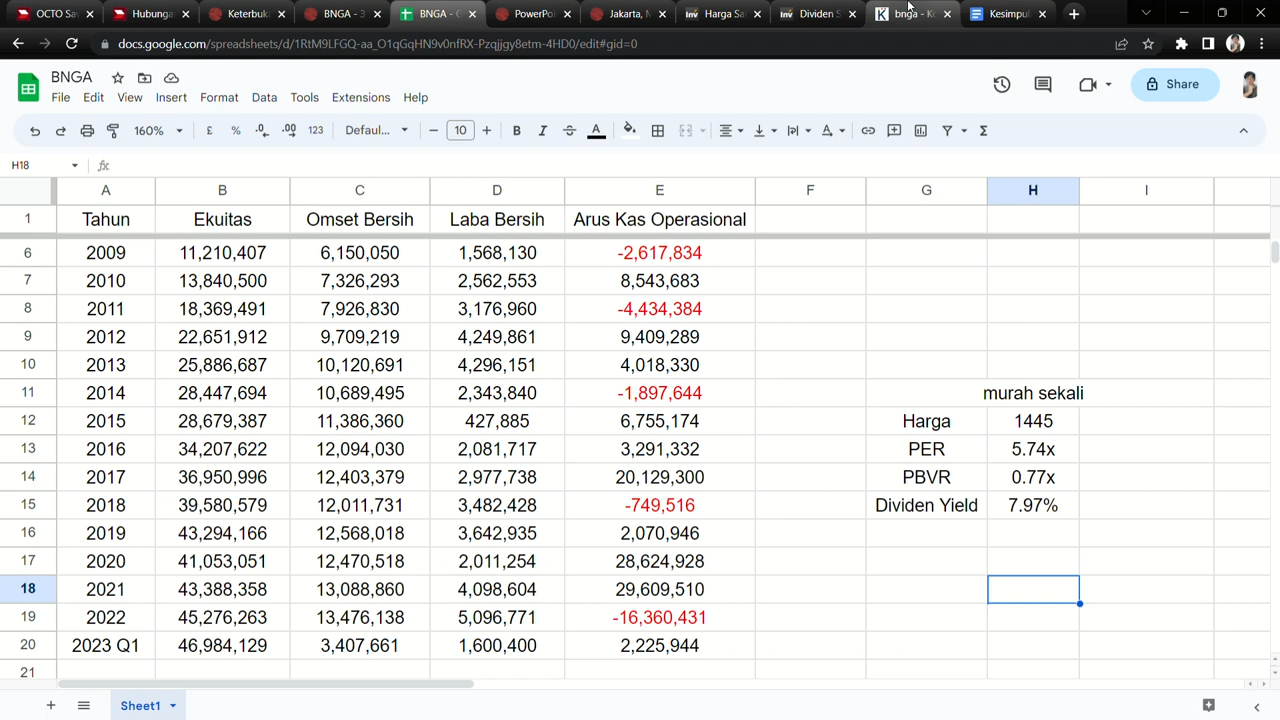 OCTO Sav
Hubunga
Keterbuk
BNGA - 3
BNGA - G
PowerPoi
Jakarta, M
Inv Harga Sa
Inv Dividen S
bnga - Ko
Kesimpul
docs.google.com/spreadsheets/d/1RtM9LFGQ-aa_O1qGqHN9v0nfRX-Pzqjjgy8etm-4HD0/edit#gid=0
BNGA
File Edit View Insert Format Data Tools Extensions Help
Share
160% £ % .0 .00 123 Defaul... 10 B I A
H18 fx
A B C D E F G H I
1 Tahun Ekuitas Omset Bersih Laba Bersih Arus Kas Operasional
6 2009 11,210,407 6,150,050 1,568,130 -2,617,834
7 2010 13,840,500 7,326,293 2,562,553 8,543,683
8 2011 18,369,491 7,926,830 3,176,960 -4,434,384
9 2012 22,651,912 9,709,219 4,249,861 9,409,289
10 2013 25,886,687 10,120,691 4,296,151 4,018,330
11 2014 28,447,694 10,689,495 2,343,840 -1,897,644 murah sekali
12 2015 28,679,387 11,386,360 427,885 6,755,174 Harga 1445
13 2016 34,207,622 12,094,030 2,081,717 3,291,332 PER 5.74x
14 2017 36,950,996 12,403,379 2,977,738 20,129,300 PBVR 0.77x
15 2018 39,580,579 12,011,731 3,482,428 -749,516 Dividen Yield 7.97%
16 2019 43,294,166 12,568,018 3,642,935 2,070,946
17 2020 41,053,051 12,470,518 2,011,254 28,624,928
18 2021 43,388,358 13,088,860 4,098,604 29,609,510
19 2022 45,276,263 13,476,138 5,096,771 -16,360,431
20 2023 Q1 46,984,129 3,407,661 1,600,400 2,225,944
21
Sheet1